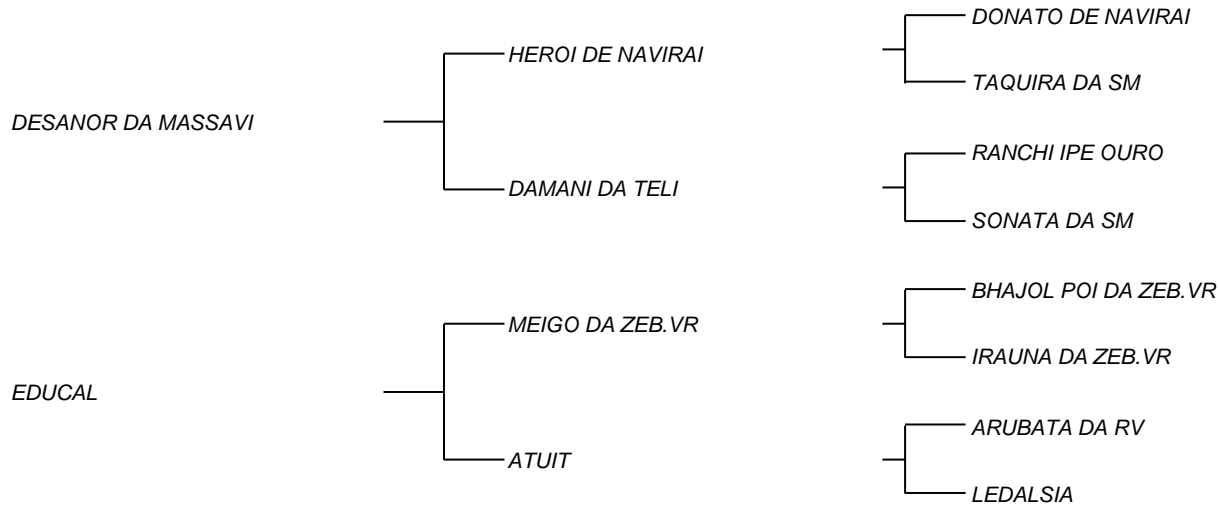 DONATO DE NAVIRAI
HEROI DE NAVIRAI
TAQUIRA DA SM
DESANOR DA MASSAVI
RANCHI IPE OURO
DAMANI DA TELI
SONATA DA SM
BHAJOL POI DA ZEB.VR
MEIGO DA ZEB.VR
IRAUNA DA ZEB.VR
EDUCAL
ARUBATA DA RV
ATUIT
LEDALSIA